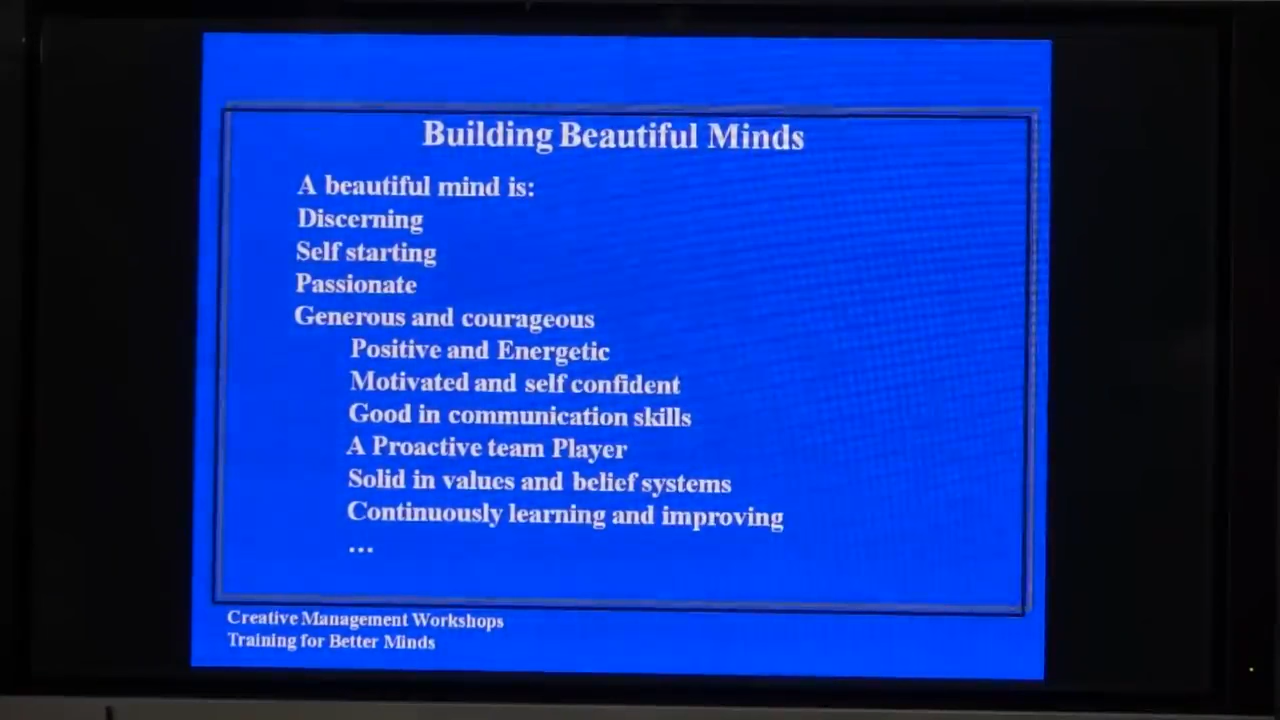 Building Beautiful Minds
A beautiful mind is:
Discerning
Self starting
Passionate
Generous and courageous
Positive and Energetic
Motivated and self confident
Good in communication skills
A Proactive team Player
Solid in values and belief systems
Continuously learning and improving
...
Creative Management Workshops
Training for Better Minds